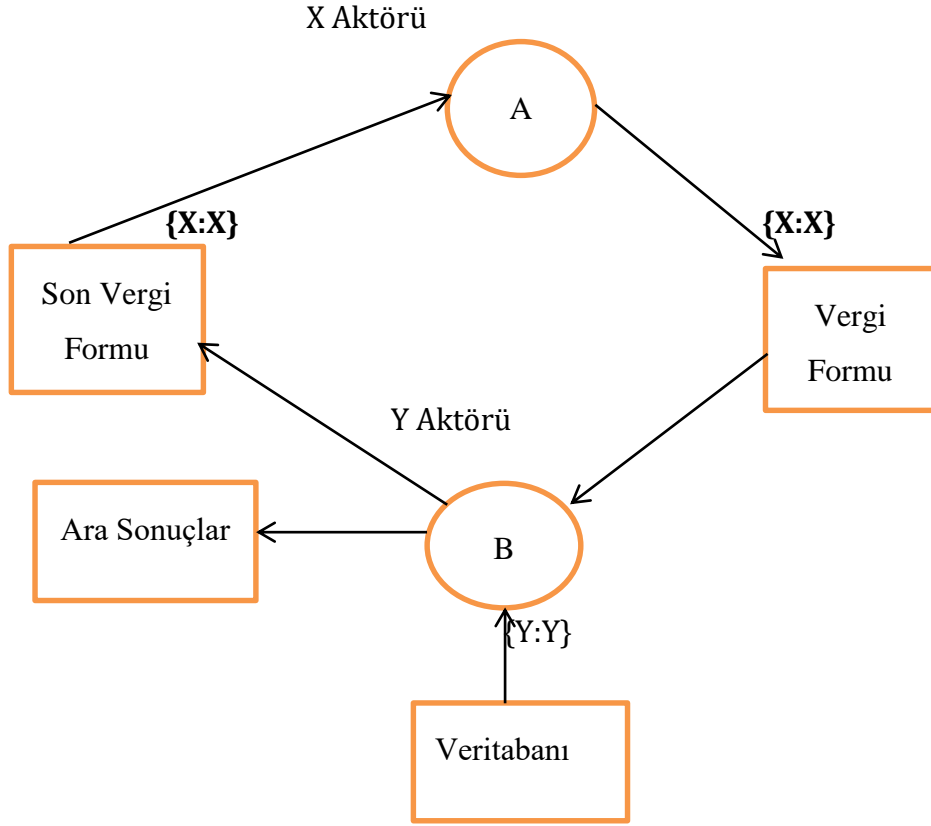 X Aktörü
A
{X:X}
{X:X}
Son Vergi
Formu
Vergi
Formu
Y Aktörü
Ara Sonuçlar
B
{Y:Y}
Veritabanı